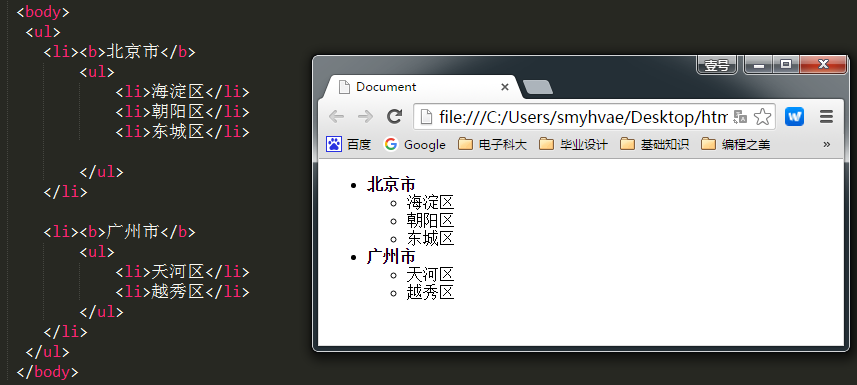 <body>
<ul>
<li><b>北京市</b>
<ul>
<li>海淀区</li>
<li>朝阳区</li>
<li>东城区</li>
</ul>
</li>
<li><b>广州市</b>
<ul>
<li>天河区</li>
<li>越秀区</li>
</ul>
</li>
</ul>
</body>
壹号
Document
file:///C:/Users/smyhvae/Desktop/htm
百度 Google 电子科大 毕业设计 基础知识 编程之美 »
北京市
海淀区
朝阳区
东城区
广州市
天河区
越秀区